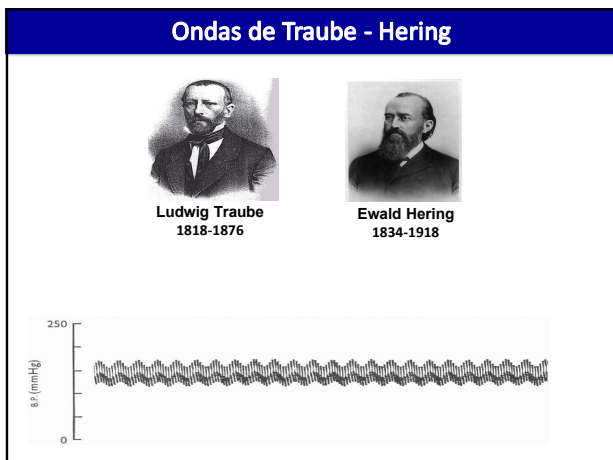 Ondas de Traube - Hering
Ludwig Traube
1818-1876
Ewald Hering
1834-1918
250
B.P. (mmHg)
0